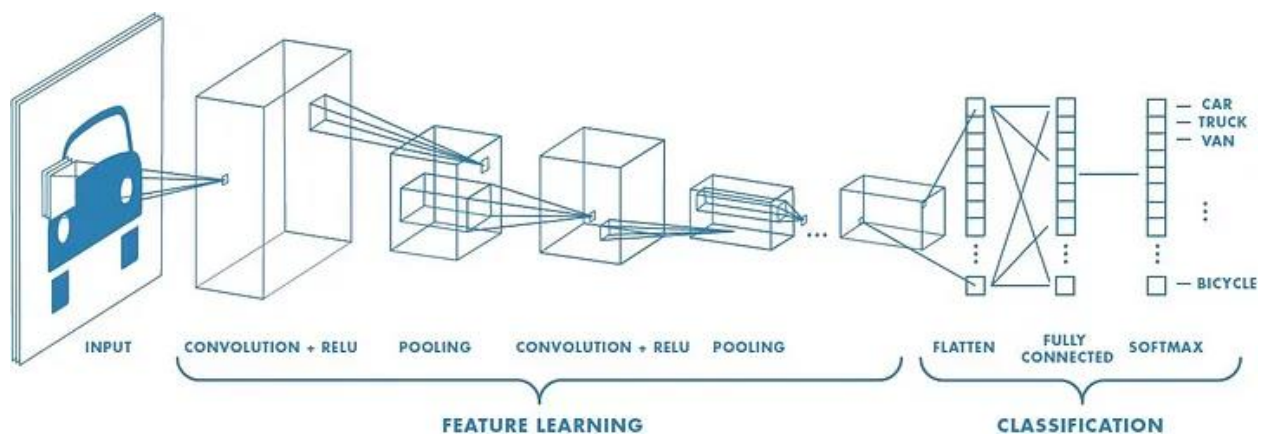 CAR
TRUCK
VAN
BICYCLE
INPUT
CONVOLUTION + RELU
POOLING
CONVOLUTION + RELU
POOLING
FLATTEN
FULLY
CONNECTED
SOFTMAX
FEATURE LEARNING
CLASSIFICATION